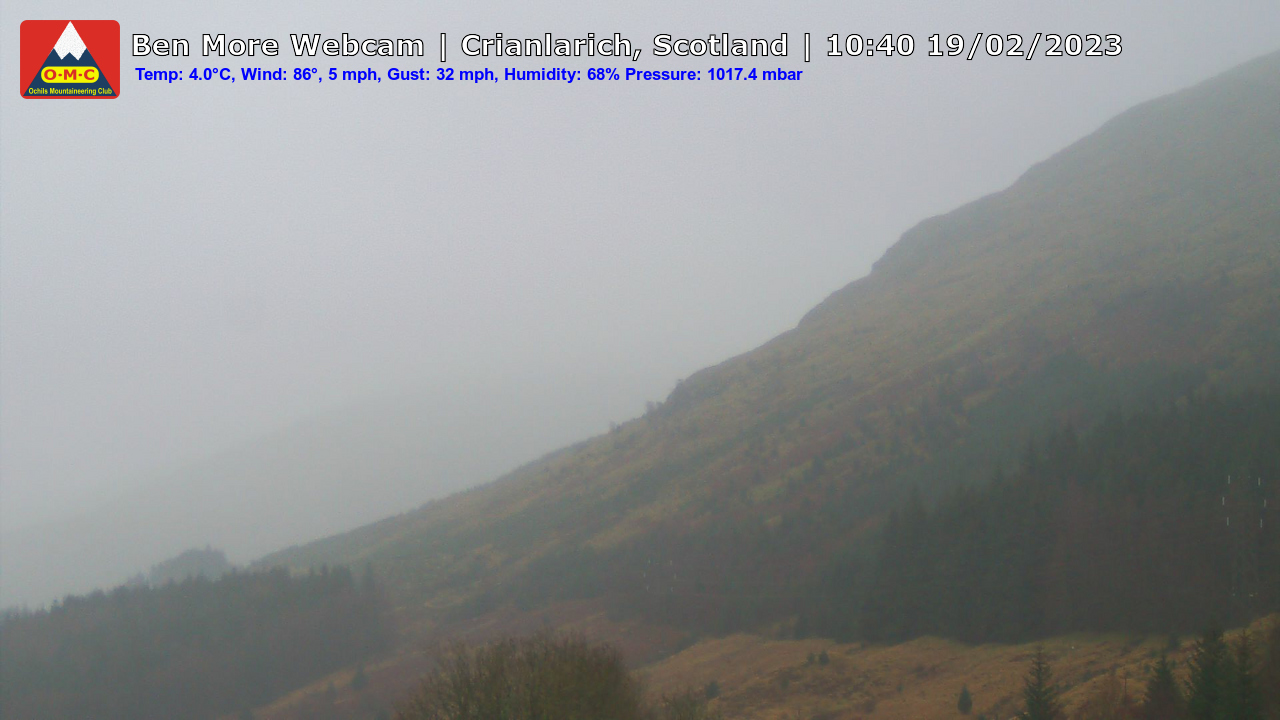 Ben More Webcam | Crianlarich, Scotland | 10:40 19/02/2023
Temp: 4.0°C, Wind: 86°, 5 mph, Gust: 32 mph, Humidity: 68% Pressure: 1017.4 mbar
O·M·C
Ochils Mountaineering Club